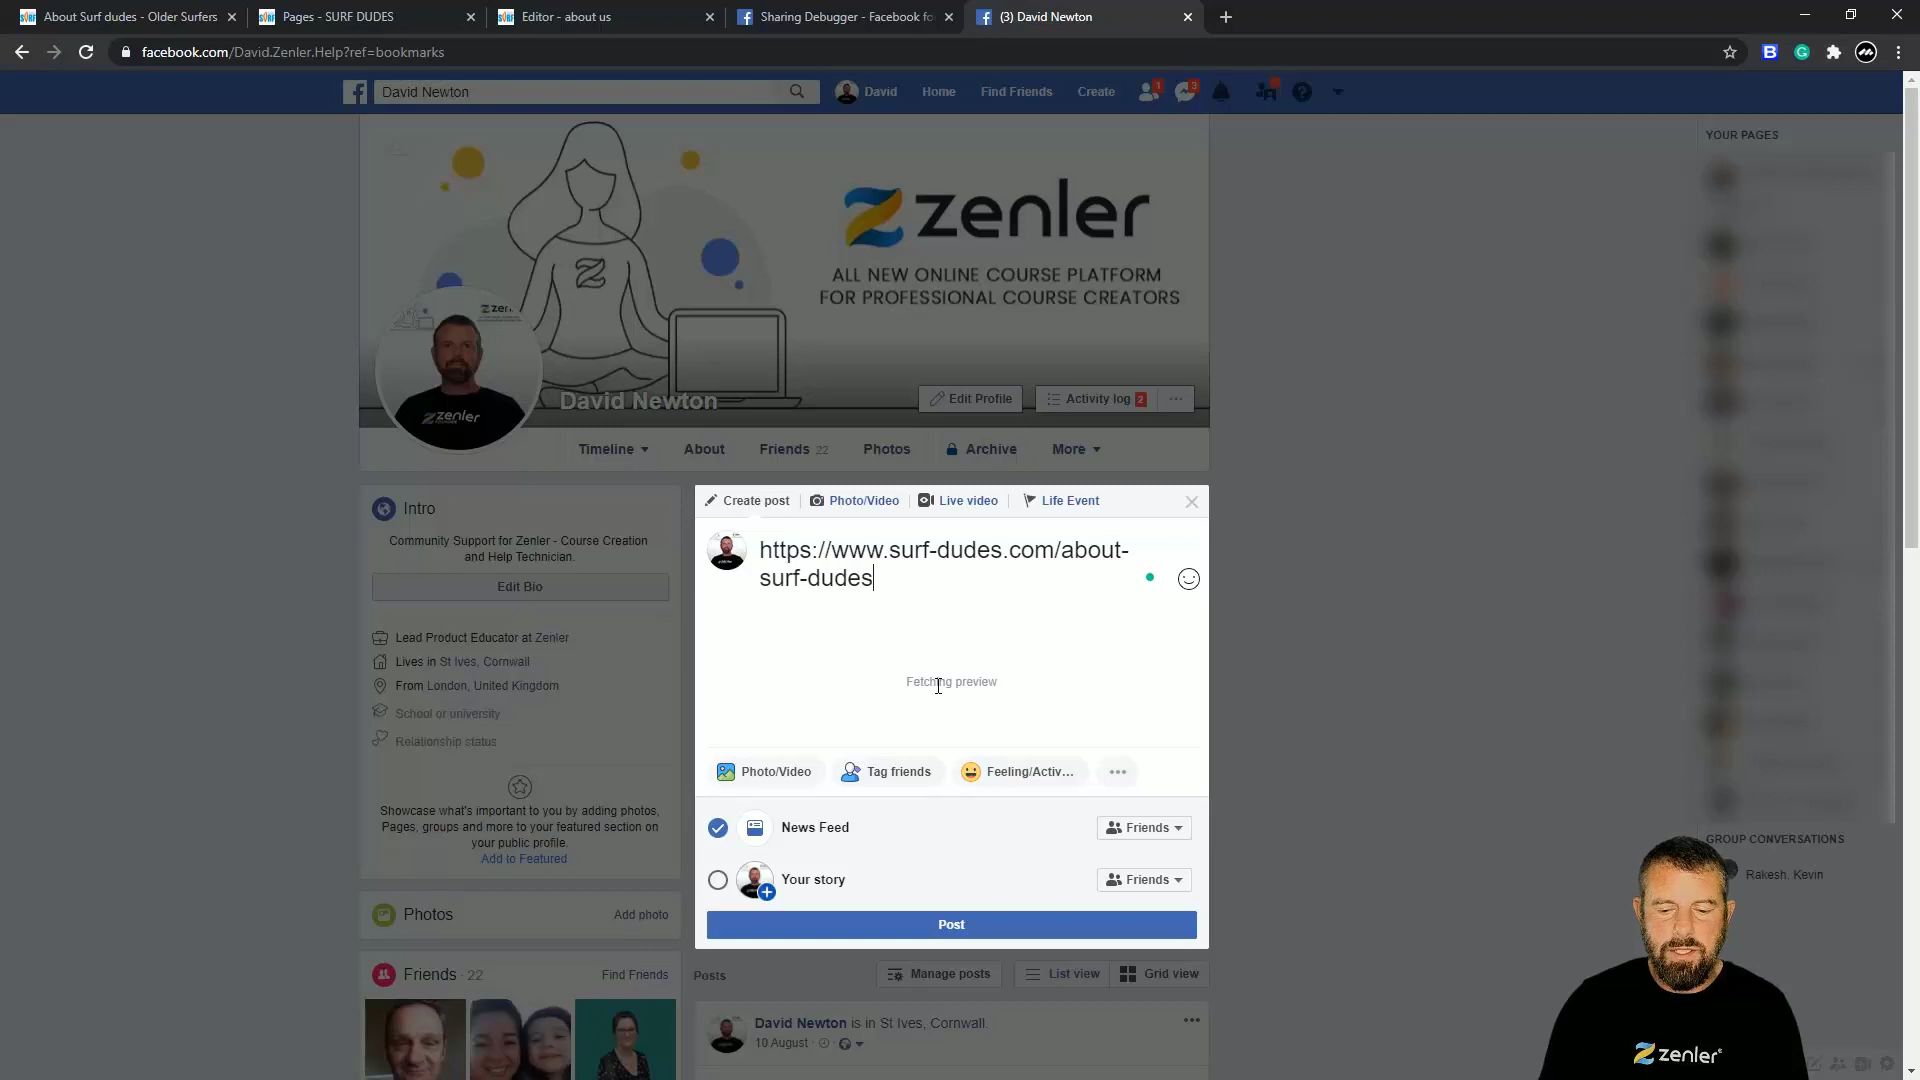 About Surf dudes - Older Surfers
Pages - SURF DUDES
Editor - about us
Sharing Debugger - Facebook fo
(3) David Newton
facebook.com/David.Zenler.Help?ref=bookmarks
David Newton
David
Home
Find Friends
Create
1
3
YOUR PAGES
zenler
ALL NEW ONLINE COURSE PLATFORM
FOR PROFESSIONAL COURSE CREATORS
David Newton
Edit Profile
Activity log 2
Timeline
About
Friends 22
Photos
Archive
More
Intro
Community Support for Zenler - Course Creation
and Help Technician.
Edit Bio
Lead Product Educator at Zenler
Lives in St Ives, Cornwall
From London, United Kingdom
School or university
Relationship status
Showcase what's important to you by adding photos,
Pages, groups and more to your featured section on
your public profile.
Add to Featured
Photos
Add photo
Friends · 22
Find Friends
Create post
Photo/Video
Live video
Life Event
https://www.surf-dudes.com/about-
surf-dudes
Fetching preview
Photo/Video
Tag friends
Feeling/Activ...
News Feed
Friends
Your story
Friends
Post
Posts
Manage posts
List view
Grid view
David Newton is in St Ives, Cornwall.
10 August
GROUP CONVERSATIONS
Rakesh, Kevin
zenler